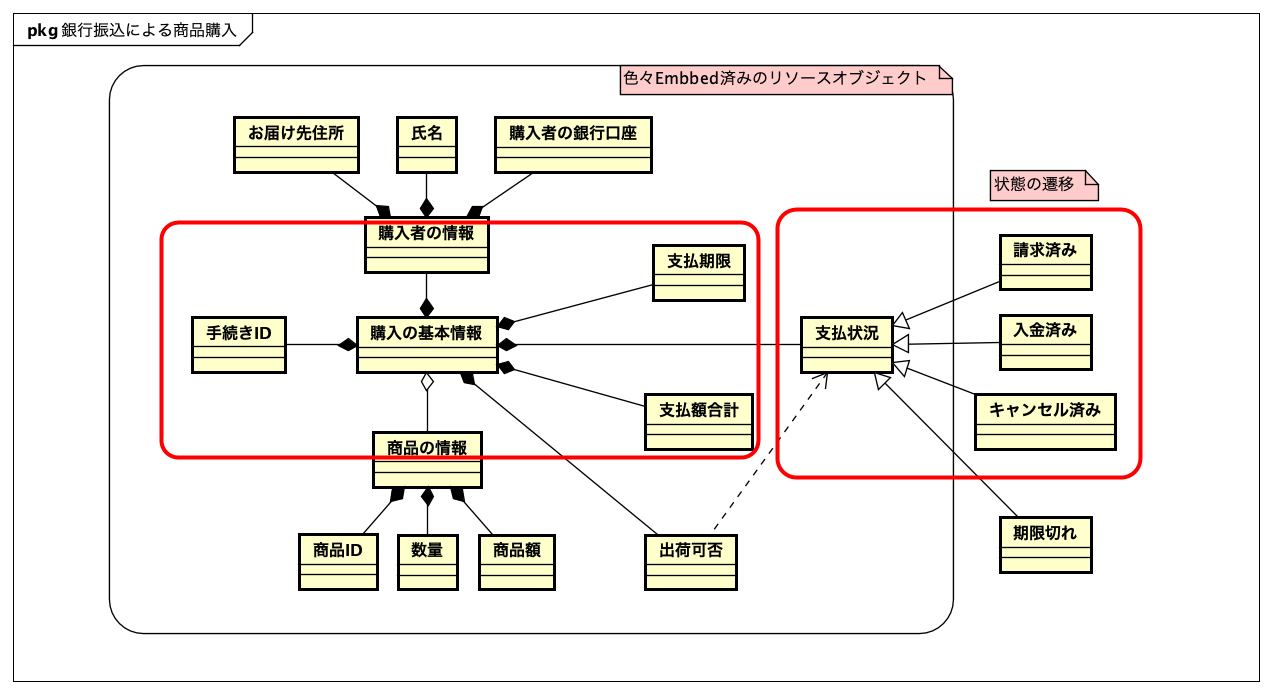 pkg 銀行振込による商品購入
色々Embbed済みのリソースオブジェクト
お届け先住所
氏名
購入者の銀行口座
状態の遷移
購入者の情報
支払期限
請求済み
手続きID
購入の基本情報
支払状況
入金済み
支払額合計
キャンセル済み
商品の情報
期限切れ
商品ID
数量
商品額
出荷可否